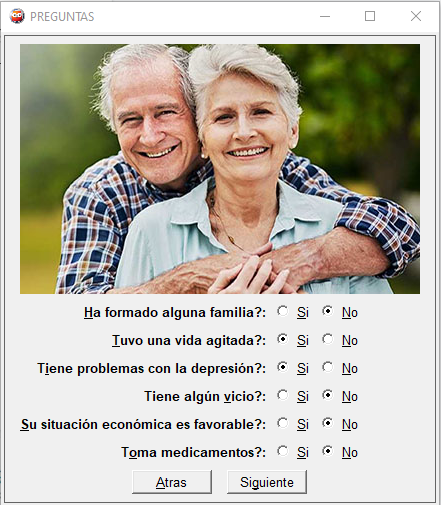 PREGUNTAS
Ha formado alguna familia?: Si No
Tuvo una vida agitada?: Si No
Tiene problemas con la depresión?: Si No
Tiene algún vicio?: Si No
Su situación económica es favorable?: Si No
Toma medicamentos?: Si No
Atras Siguiente